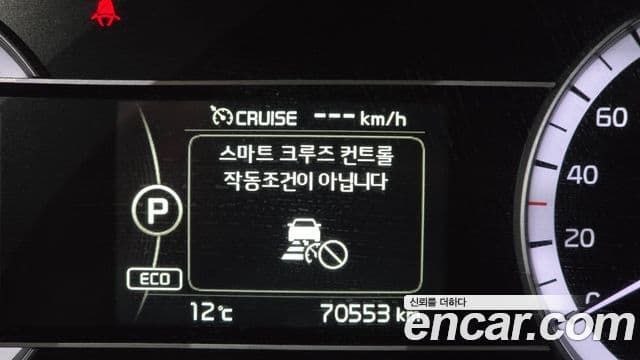 CRUISE ---km/h
스마트 크루즈 컨트롤
작동조건이 아닙니다
P
ECO
12℃ 70553 km
60
40
20
0
신뢰를 더하다
encar.com